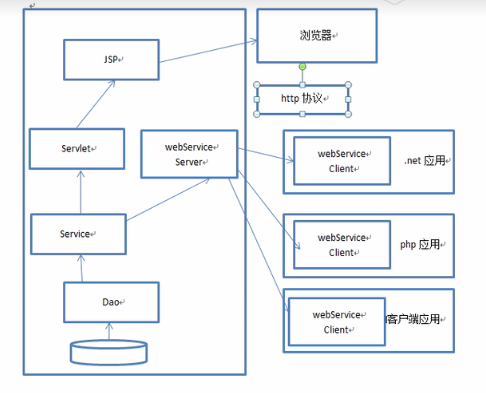 浏览器
JSP
http 协议
Servlet
webService
Server
webService
Client
.net 应用
Service
webService
Client
php 应用
Dao
webService
Client
客户端应用